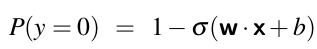 P(y = 0) = 1 − σ(w · x + b)